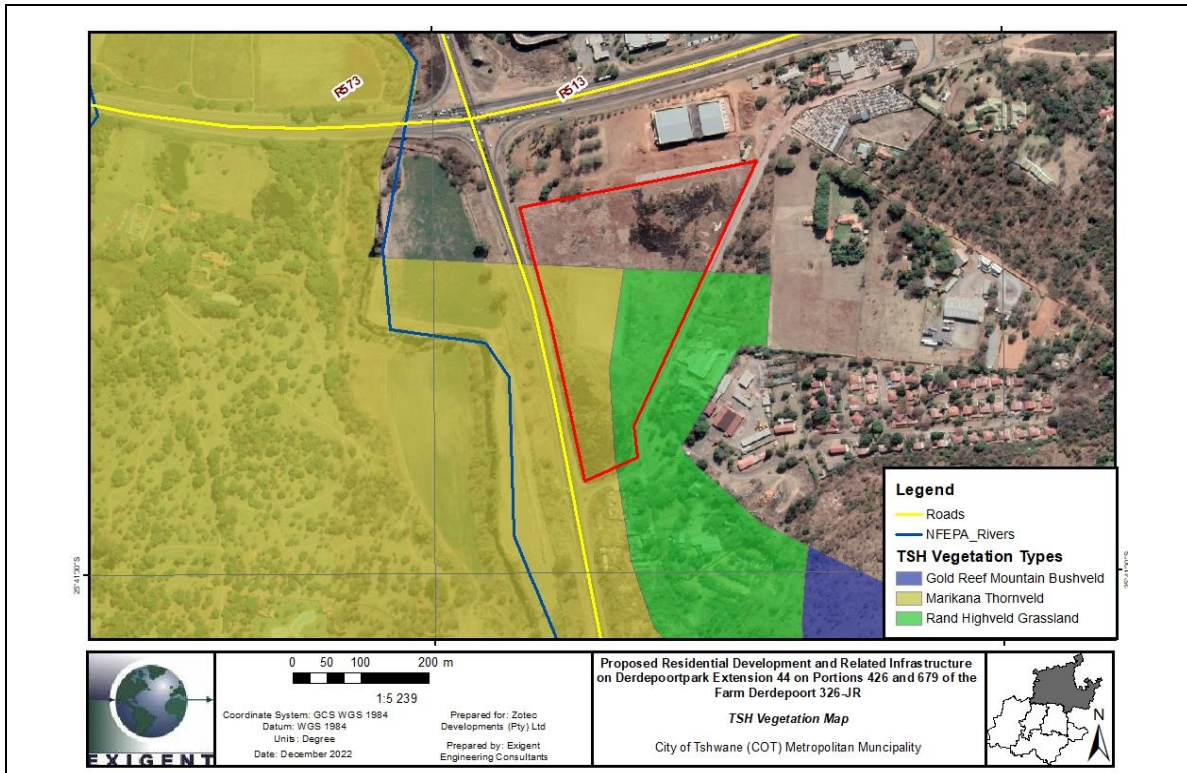 R573
R513
25°41'30"S
Legend
Roads
NFEPA_Rivers
TSH Vegetation Types
Gold Reef Mountain Bushveld
Marikana Thornveld
Rand Highveld Grassland
EXIGENT
0 50 100 200 m
1:5 239
Coordinate System: GCS WGS 1984
Datum: WGS 1984
Units: Degree
Date: December 2022
Prepared for: Zotec
Developments (Pty) Ltd
Prepared by: Exigent
Engineering Consultants
Proposed Residential Development and Related Infrastructure
on Derdepoortpark Extension 44 on Portions 426 and 679 of the
Farm Derdepoort 326-JR
TSH Vegetation Map
City of Tshwane (COT) Metropolitan Muncipality
N